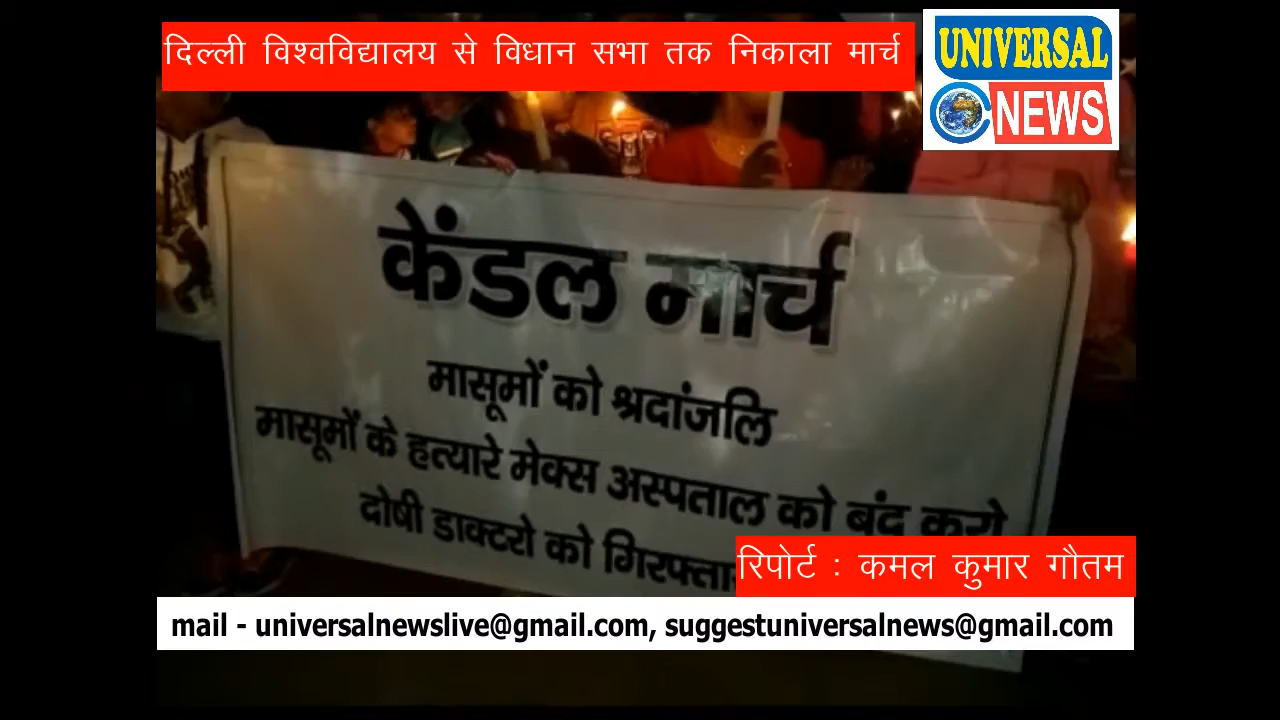 दिल्ली विश्वविद्यालय से विधान सभा तक निकाला मार्च
UNIVERSAL
NEWS
केंडल मार्च
मासूमों को श्रदांजलि
मासूमों के हत्यारे मेक्स अस्पताल को बंद करो
दोषी डाक्टरो को
रिपोर्ट : कमल कुमार गौतम
mail - universalnewslive@gmail.com, suggestuniversalnews@gmail.com